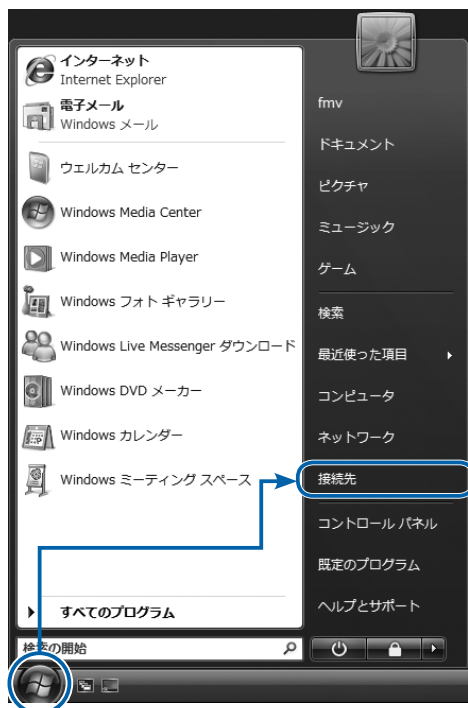 インターネット
Internet Explorer
電子メール
Windows メール
ウェルカム センター
Windows Media Center
Windows Media Player
Windows フォト ギャラリー
Windows Live Messenger ダウンロード
Windows DVD メーカー
Windows カレンダー
Windows ミーティング スペース
すべてのプログラム
検索の開始
fmv
ドキュメント
ピクチャ
ミュージック
ゲーム
検索
最近使った項目
コンピュータ
ネットワーク
接続先
コントロール パネル
既定のプログラム
ヘルプとサポート